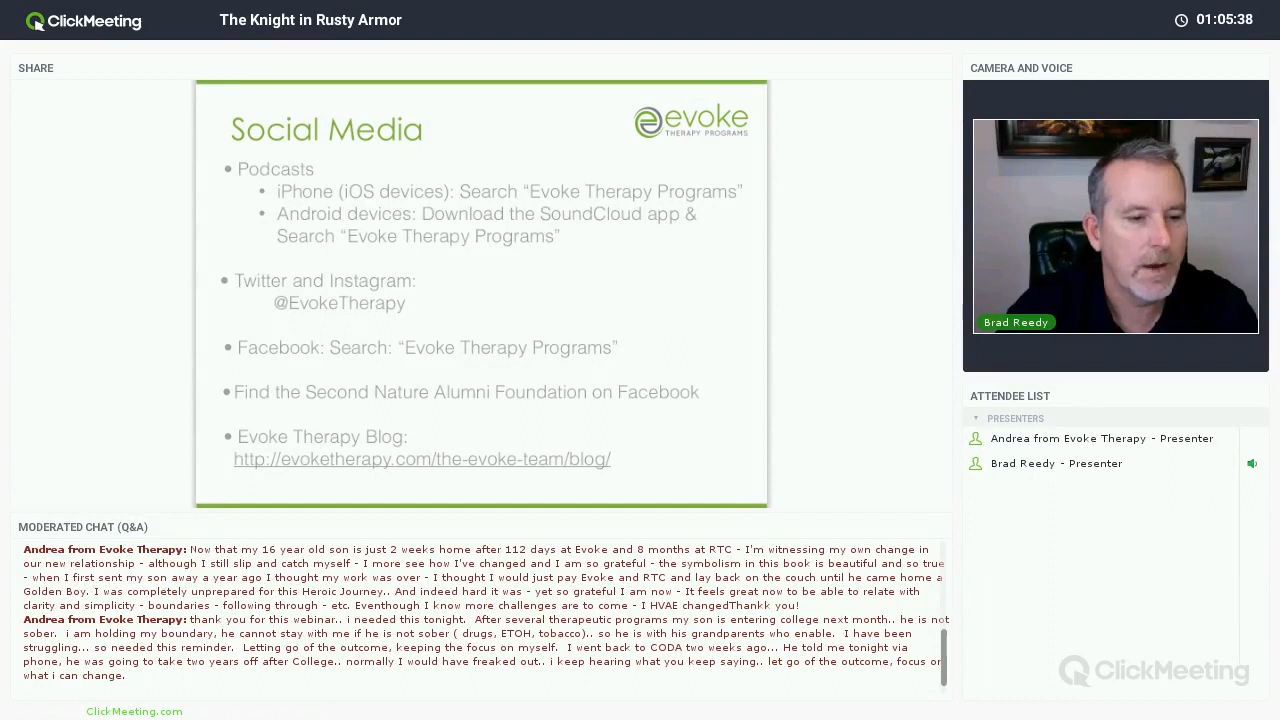 ClickMeeting
The Knight in Rusty Armor
01:05:38
SHARE
evoke
THERAPY PROGRAMS
Social Media
• Podcasts
• iPhone (iOS devices): Search “Evoke Therapy Programs”
• Android devices: Download the SoundCloud app &
Search “Evoke Therapy Programs”
• Twitter and Instagram:
@EvokeTherapy
• Facebook: Search: “Evoke Therapy Programs”
• Find the Second Nature Alumni Foundation on Facebook
• Evoke Therapy Blog:
http://evoketherapy.com/the-evoke-team/blog/
CAMERA AND VOICE
Brad Reedy
ATTENDEE LIST
PRESENTERS
Andrea from Evoke Therapy - Presenter
Brad Reedy - Presenter
MODERATED CHAT (Q&A)
Andrea from Evoke Therapy: Now that my 16 year old son is just 2 weeks home after 112 days at Evoke and 8 months at RTC - I'm witnessing my own change in
our new relationship - although I still slip and catch myself - I more see how I've changed and I am so grateful - the symbolism in this book is beautiful and so true
- when I first sent my son away a year ago I thought my work was over - I thought I would just pay Evoke and RTC and lay back on the couch until he came home a
Golden Boy. I was completely unprepared for this Heroic Journey.. And indeed hard it was - yet so grateful I am now - It feels great now to be able to relate with
clarity and simplicity - boundaries - following through - etc. Eventhough I know more challenges are to come - I HVAE changedThankk you!
Andrea from Evoke Therapy: thank you for this webinar.. i needed this tonight. After several therapeutic programs my son is entering college next month.. he is not
sober. i am holding my boundary, he cannot stay with me if he is not sober ( drugs, ETOH, tobacco).. so he is with his grandparents who enable. I have been
struggling... so needed this reminder. Letting go of the outcome, keeping the focus on myself. I went back to CODA two weeks ago... He told me tonight via
phone, he was going to take two years off after College.. normally I would have freaked out.. i keep hearing what you keep saying.. let go of the outcome, focus on
what i can change.
ClickMeeting
ClickMeeting.com